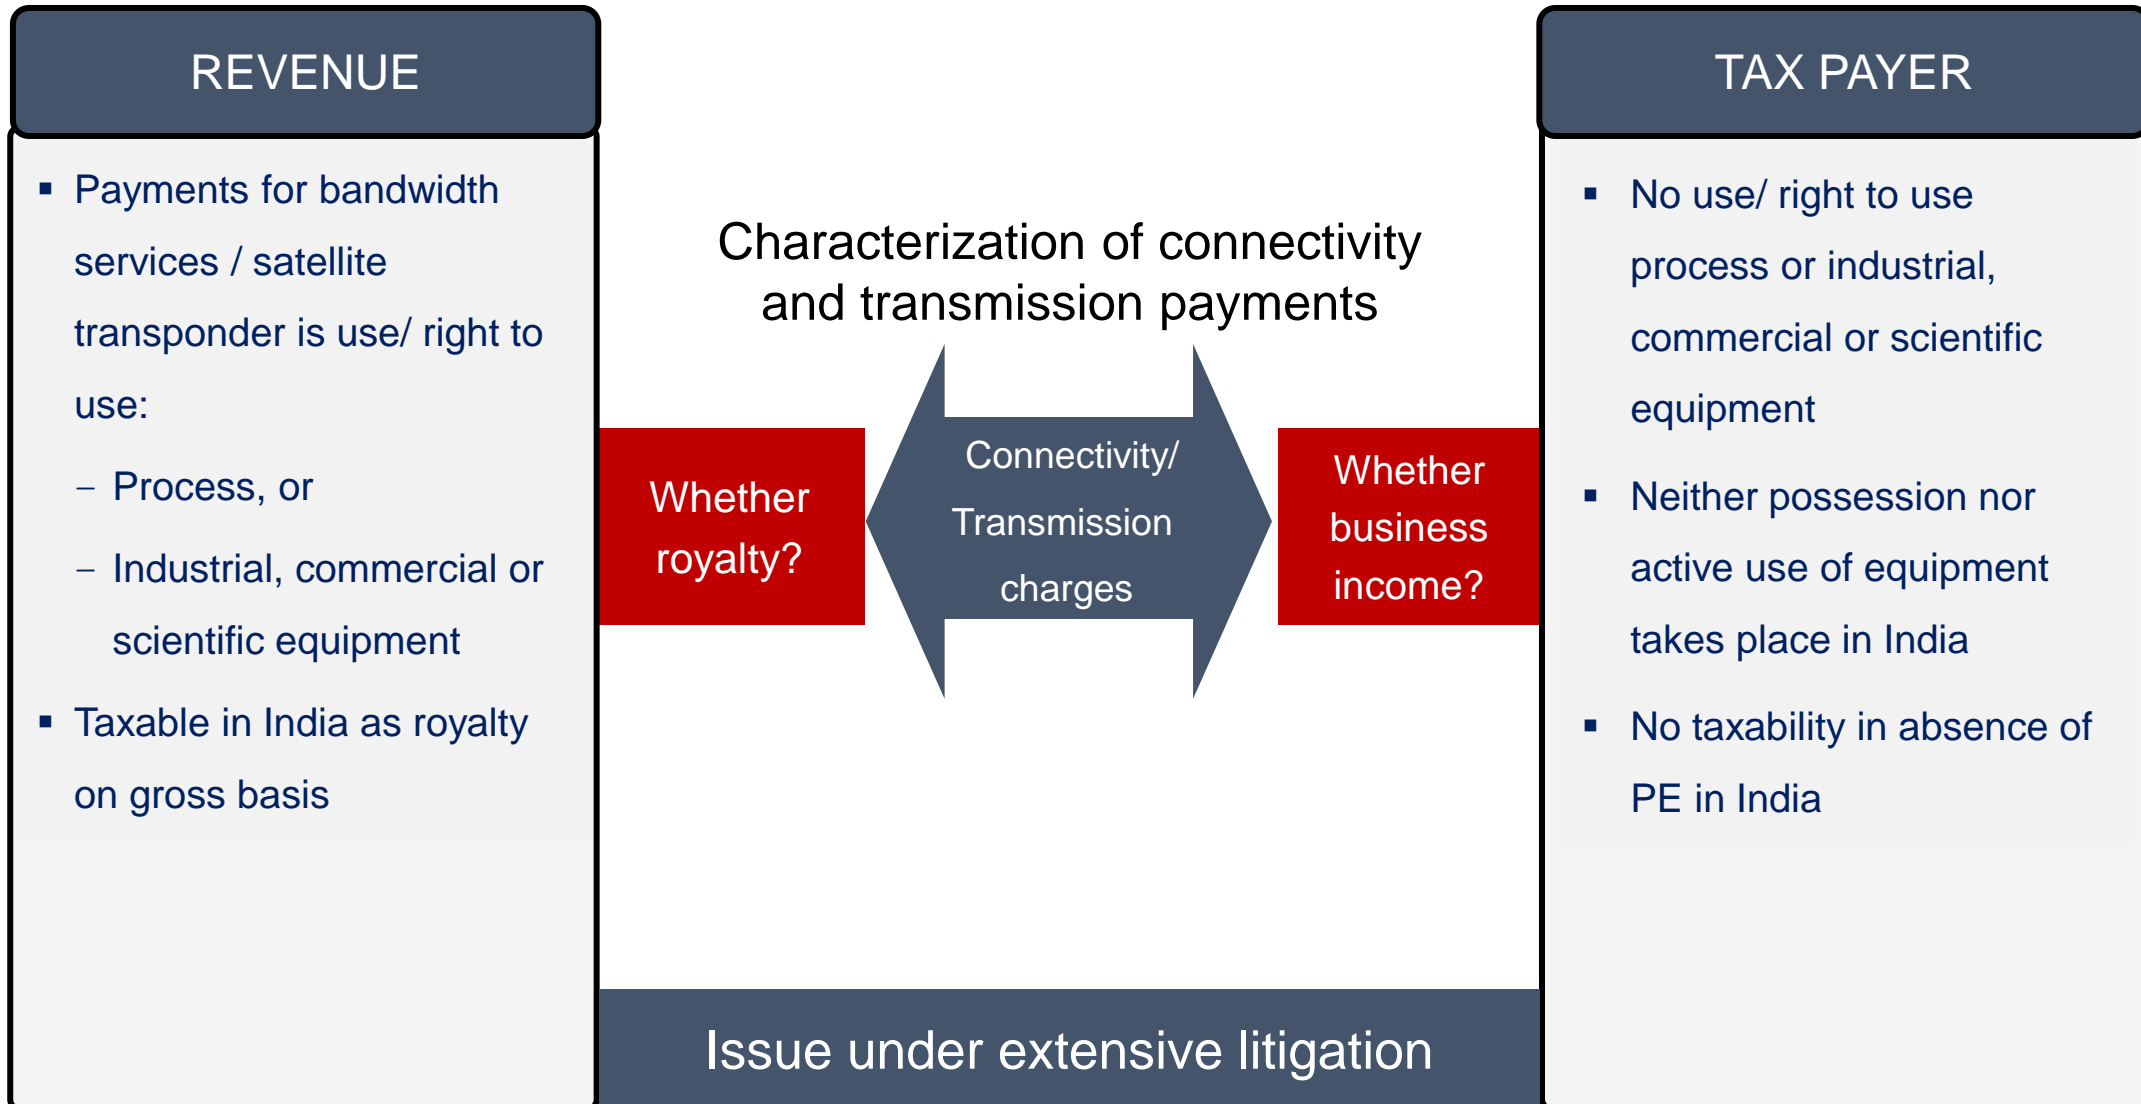 REVENUE
▪ Payments for bandwidth
services / satellite
transponder is use/ right to
use:
− Process, or
− Industrial, commercial or
scientific equipment
▪ Taxable in India as royalty
on gross basis
Characterization of connectivity
and transmission payments
Whether
royalty?
Connectivity/
Transmission
charges
Whether
business
income?
Issue under extensive litigation
TAX PAYER
▪ No use/ right to use
process or industrial,
commercial or scientific
equipment
▪ Neither possession nor
active use of equipment
takes place in India
▪ No taxability in absence of
PE in India